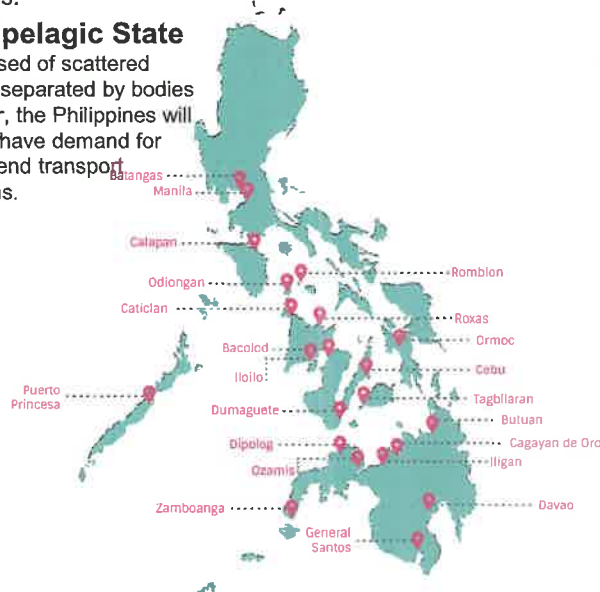 s.
pelagic State
sed of scattered
separated by bodies
r, the Philippines will
have demand for
end transport
ns.
Batangas
Manila
Calapan
Odiongan
Romblon
Caticlan
Roxas
Ormoc
Bacolod
Iloilo
Cebu
Puerto
Princesa
Tagbilaran
Dumaguete
Butuan
Dipolog
Cagayan de Oro
Ozamis
Iligan
Zamboanga
Davao
General
Santos